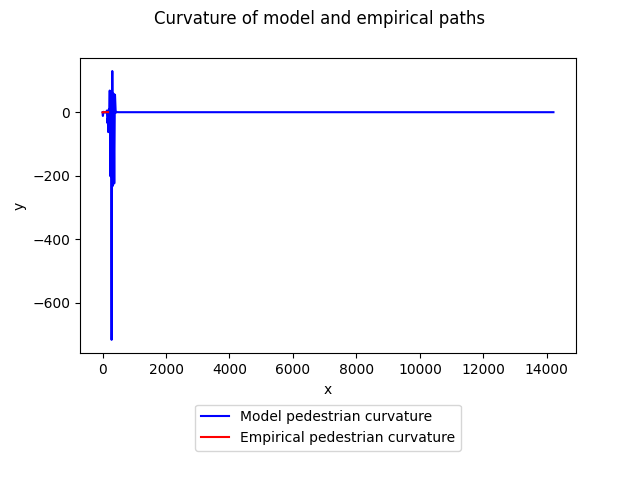 Curvature of model and empirical paths
0
−200
−400
−600
y
0 2000 4000 6000 8000 10000 12000 14000
x
Model pedestrian curvature
Empirical pedestrian curvature